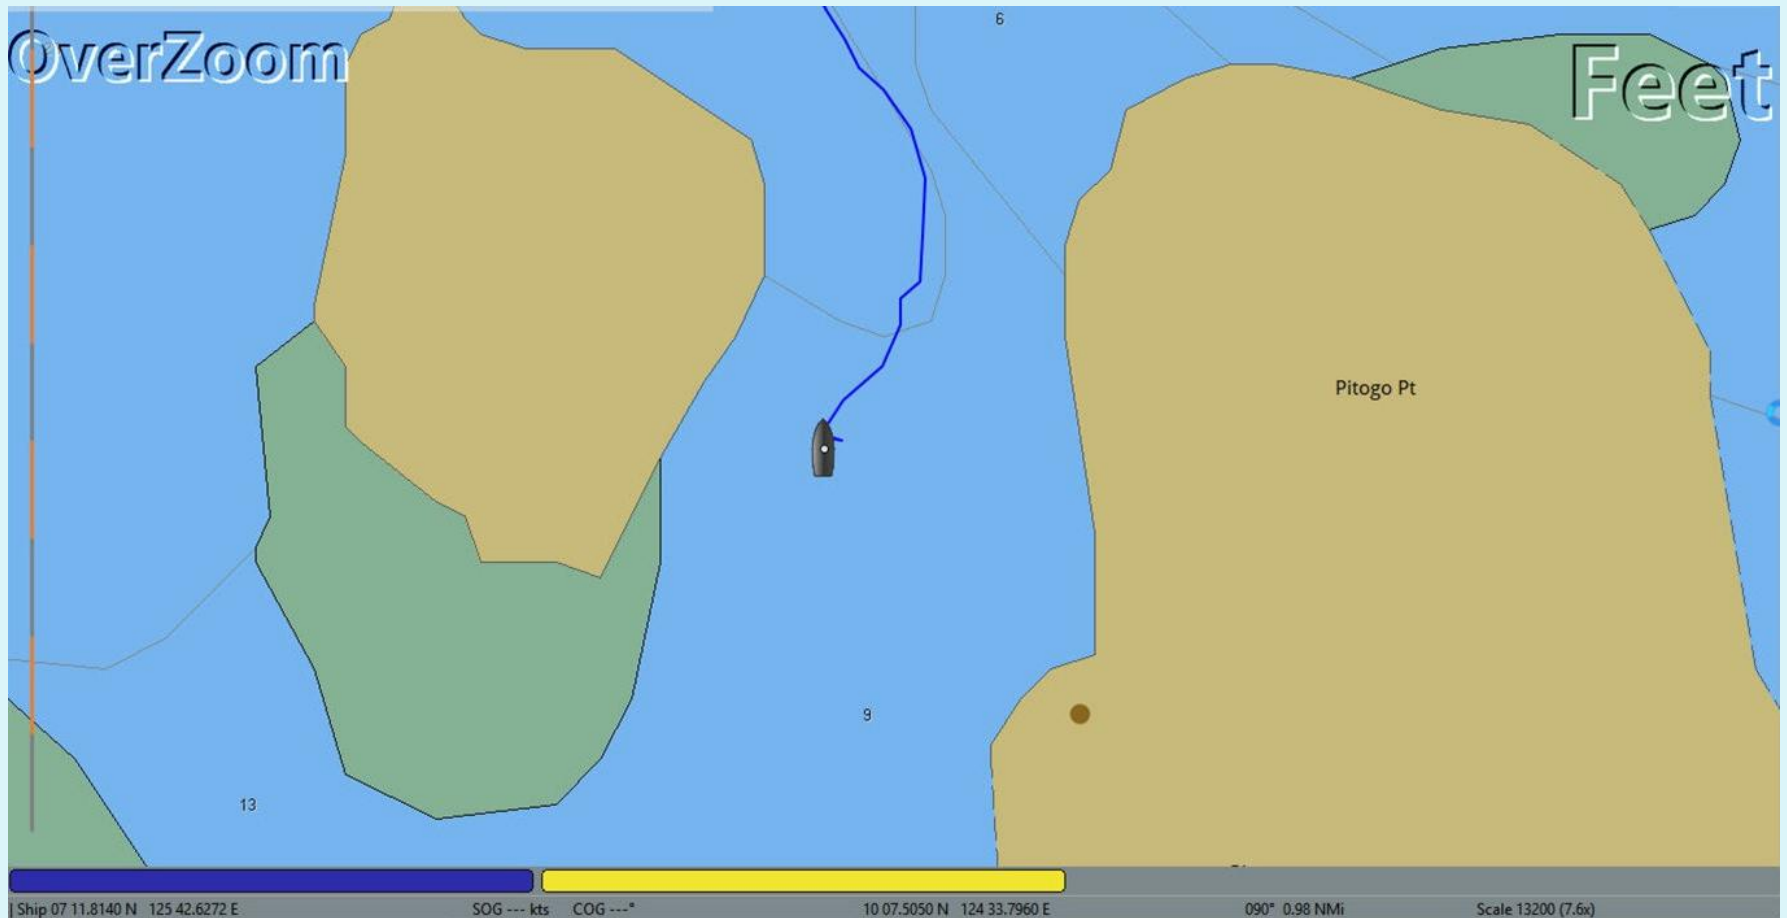 6
OverZoom
Feet
Pitogo Pt
9
13
Ship 07 11.8140 N 125 42.6272 E SOG --- kts COG ---° 10 07.5050 N 124 33.7960 E 090° 0.98 NMi Scale 13200 (7.6x)